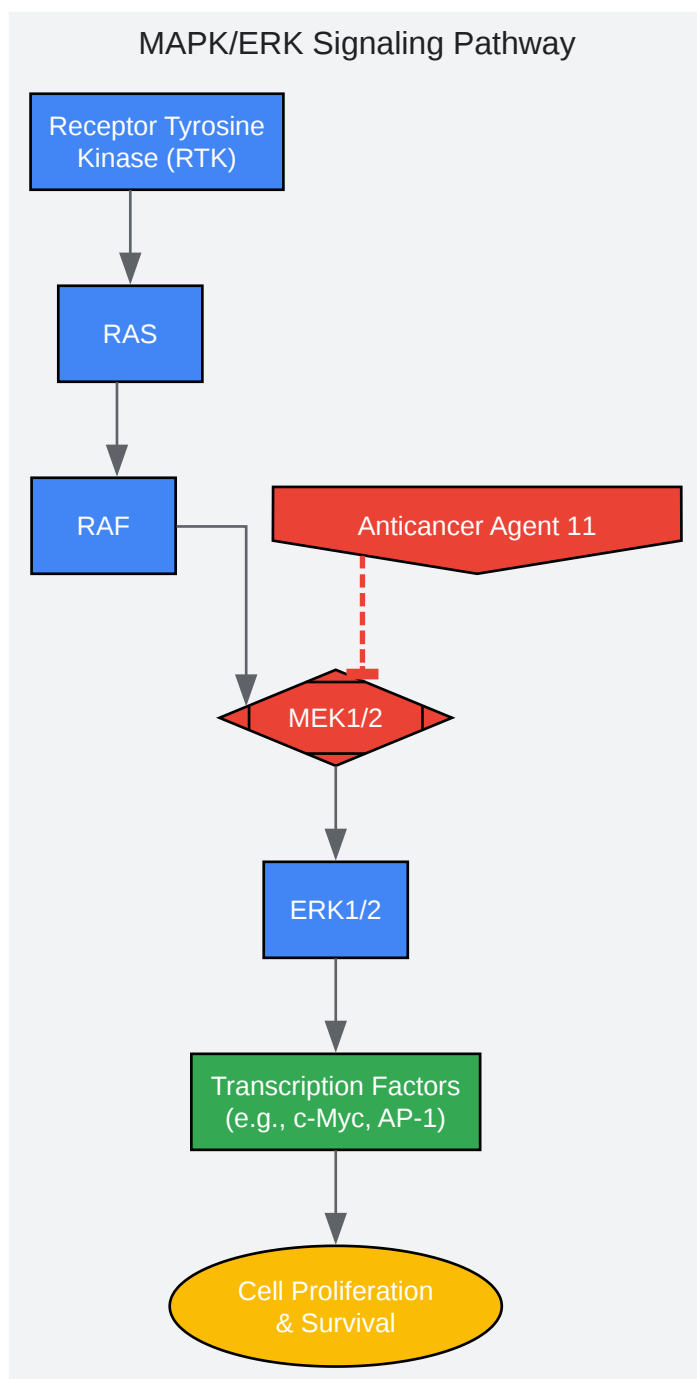 MAPK/ERK Signaling Pathway
Receptor Tyrosine
Kinase (RTK)
RAS
RAF
Anticancer Agent 11
MEK1/2
ERK1/2
Transcription Factors
(e.g., c-Myc, AP-1)
Cell Proliferation
& Survival